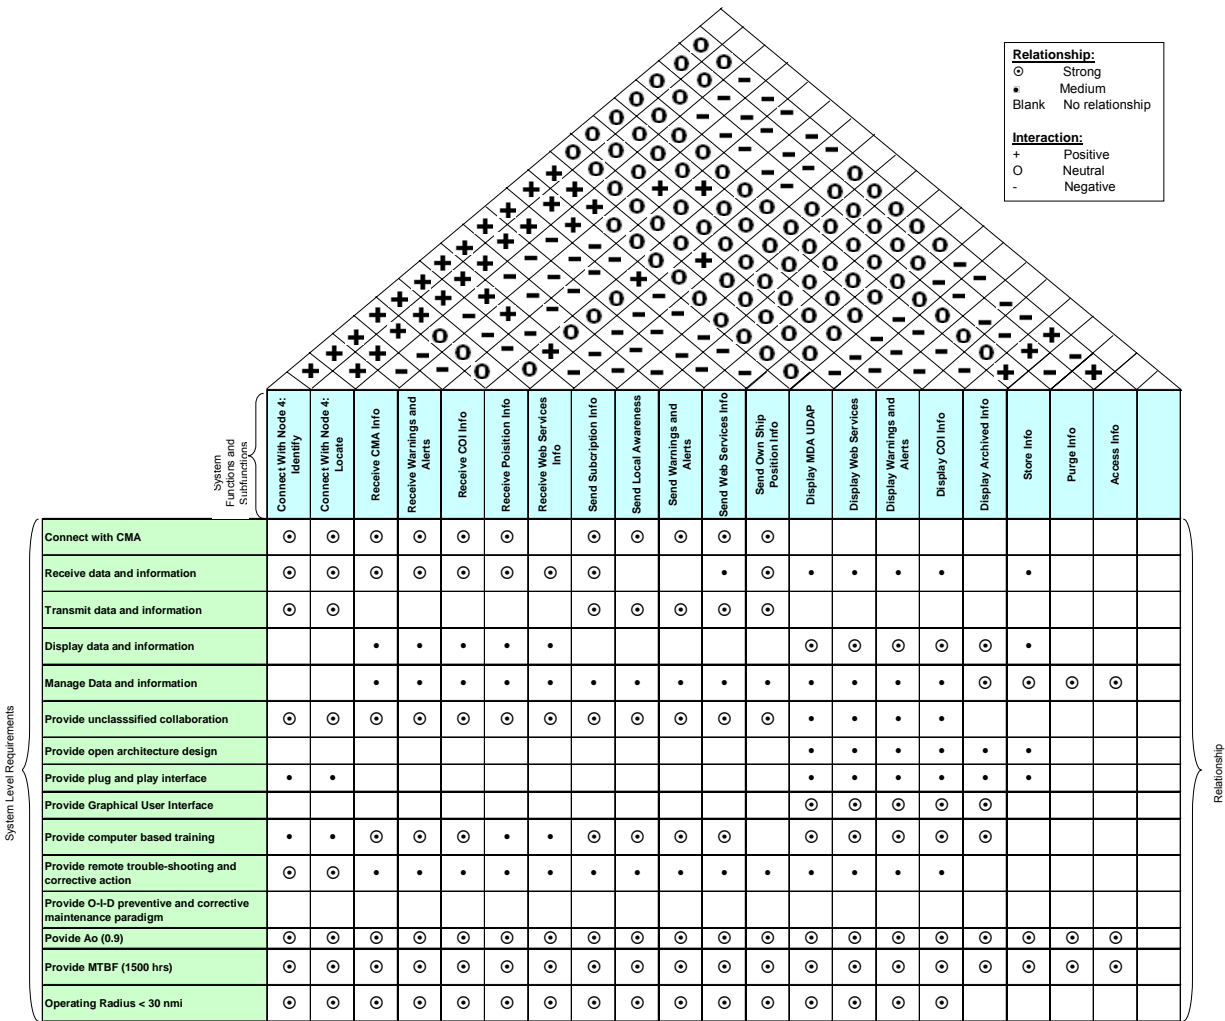 Relationship:
⊙ Strong
• Medium
Blank No relationship
Interaction:
+ Positive
O Neutral
- Negative
System
Functions and
Subfunctions
Connect With Node 4:
Identify
Connect With Node 4:
Locate
Receive CMA Info
Receive Warnings and
Alerts
Receive COI Info
Receive Poisition Info
Receive Web Services
Info
Send Subcription Info
Send Local Awareness
Send Warnings and
Alerts
Send Web Services Info
Send Own Ship
Position Info
Display MDA UDAP
Display Web Services
Display Warnings and
Alerts
Display COI Info
Display Archived Info
Store Info
Purge Info
Access Info
System Level Requirements
Connect with CMA
Receive data and information
Transmit data and information
Display data and information
Manage Data and information
Provide unclasssified collaboration
Provide open architecture design
Provide plug and play interface
Provide Graphical User Interface
Provide computer based training
Provide remote trouble-shooting and
corrective action
Provide O-I-D preventive and corrective
maintenance paradigm
Povide Ao (0.9)
Provide MTBF (1500 hrs)
Operating Radius < 30 nmi
Relationship